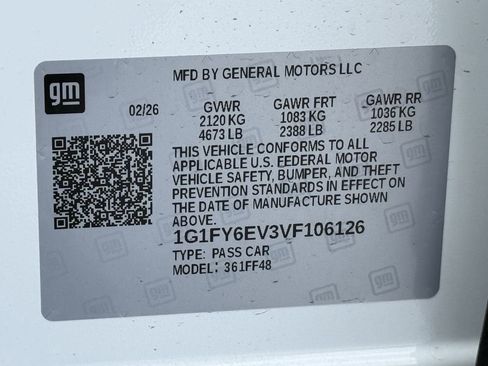 gm
MFD BY GENERAL MOTORS LLC
02/26 GVWR GAWR FRT GAWR RR
2120 KG 1083 KG 1036 KG
4673 LB 2388 LB 2285 LB
THIS VEHICLE CONFORMS TO ALL
APPLICABLE U.S. FEDERAL MOTOR
VEHICLE SAFETY, BUMPER, AND THEFT
PREVENTION STANDARDS IN EFFECT ON
THE DATE OF MANUFACTURE SHOWN
ABOVE.
1G1FY6EV3VF106126
TYPE: PASS CAR
MODEL: 361FF48